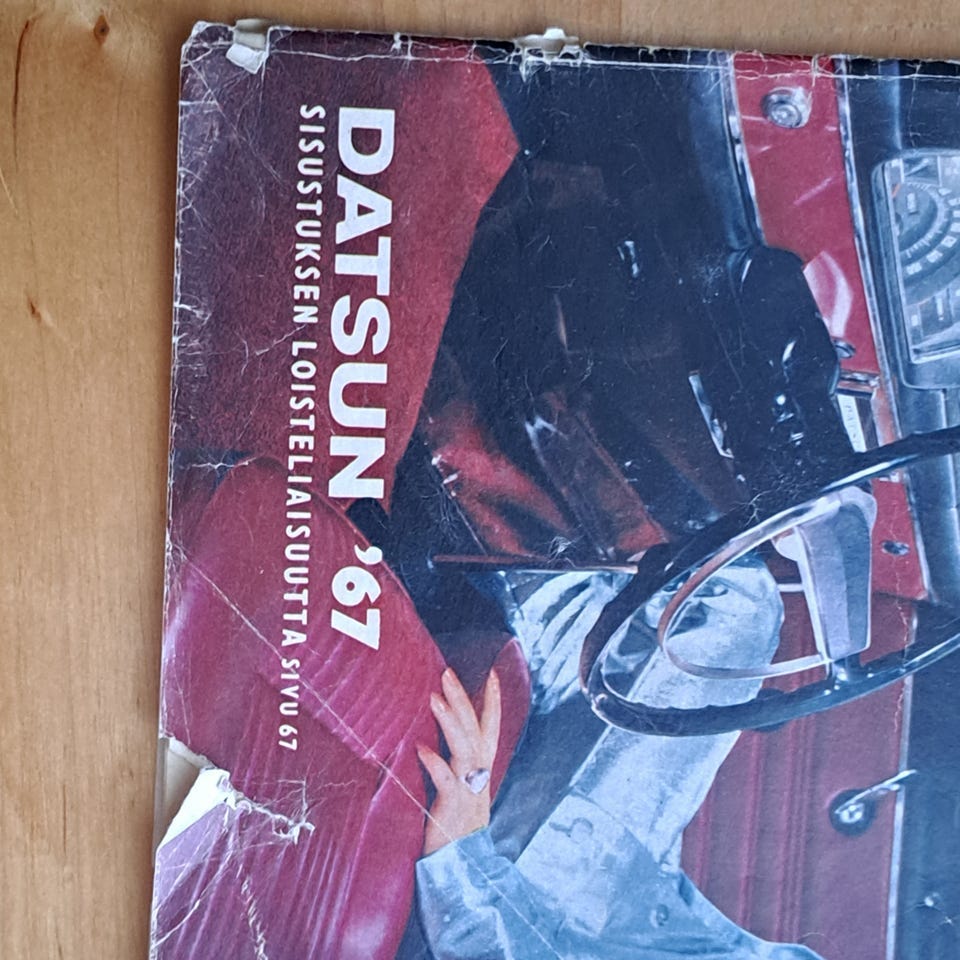 DATSUN '67
SISUSTUKSEN LOISTELIAISUUTTA SIVU 67